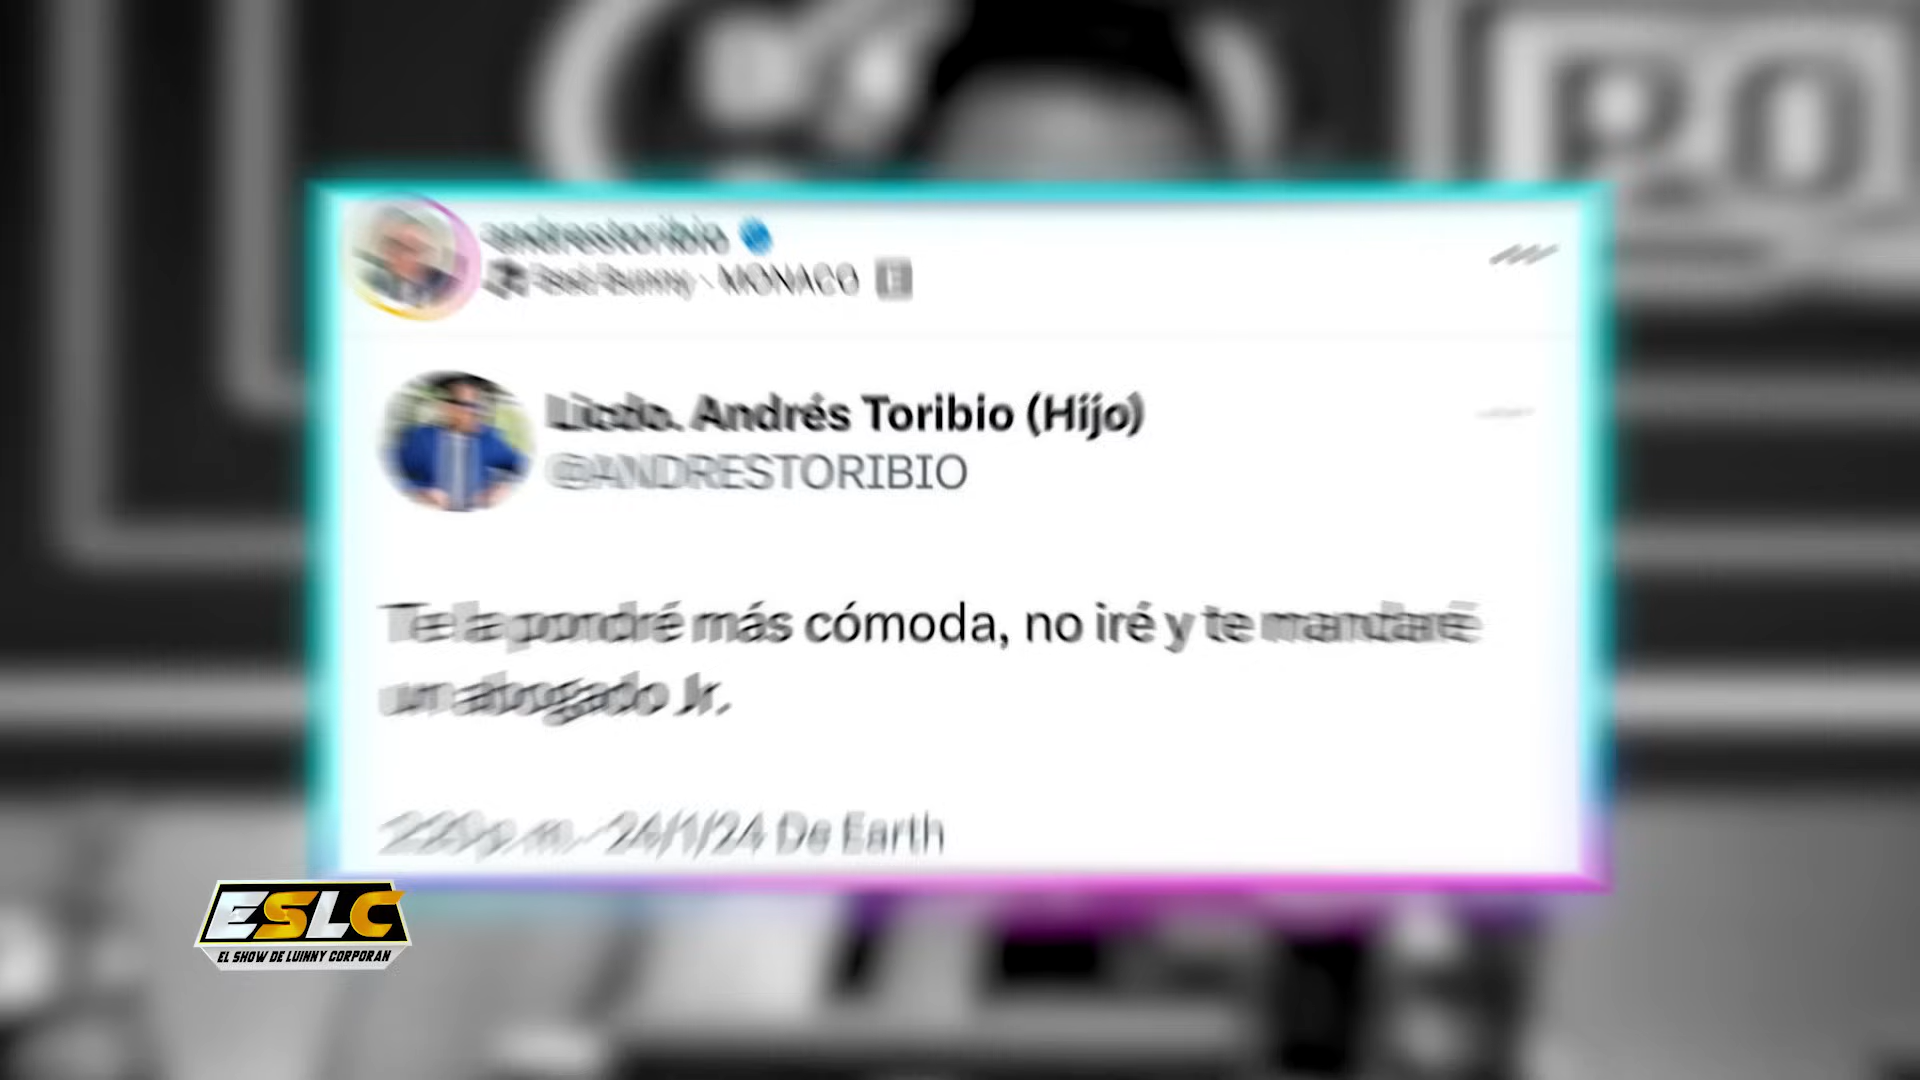 andrestoribio
Bad Bunny · MONACO E
Licdo. Andrés Toribio (Hijo)
@ANDRESTORIBIO
Te la pondré más cómoda, no iré y te mandaré
un abogado Jr.
24/1/24 De Earth
ESLC
EL SHOW DE LUINNY CORPORAN